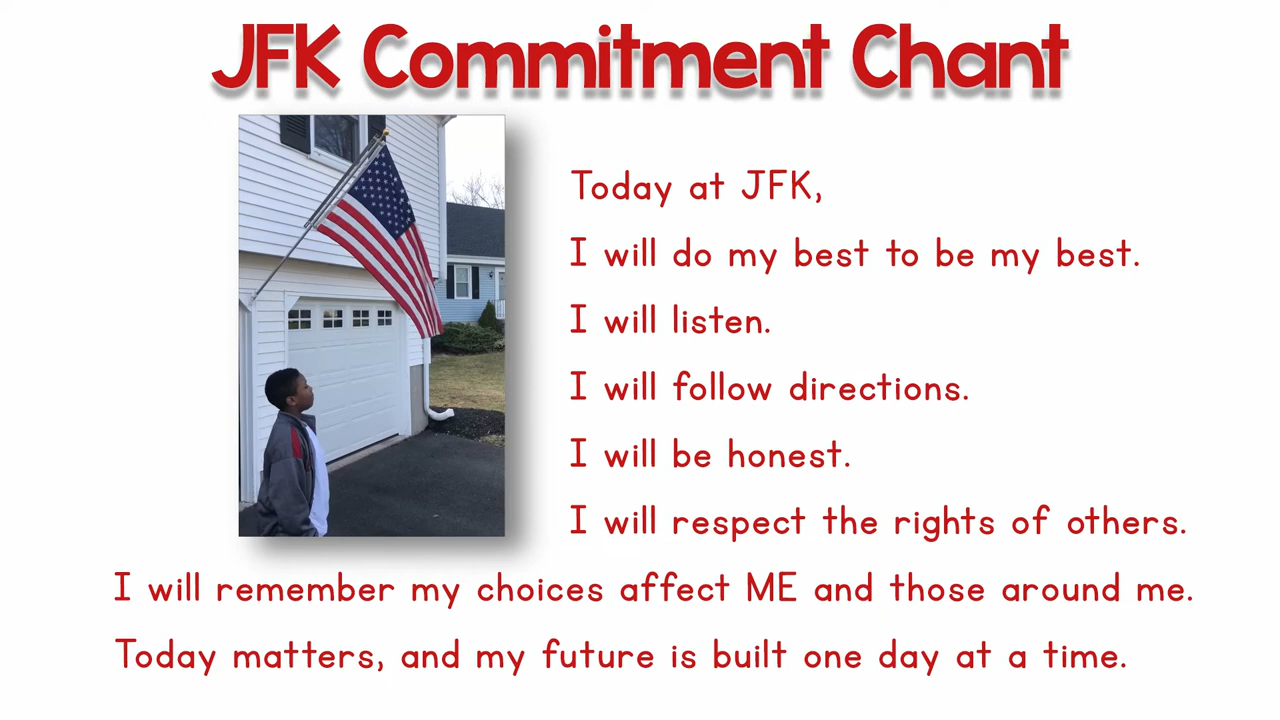 JFK Commitment Chant
Today at JFK,
I will do my best to be my best.
I will listen.
I will follow directions.
I will be honest.
I will respect the rights of others.
I will remember my choices affect ME and those around me.
Today matters, and my future is built one day at a time.